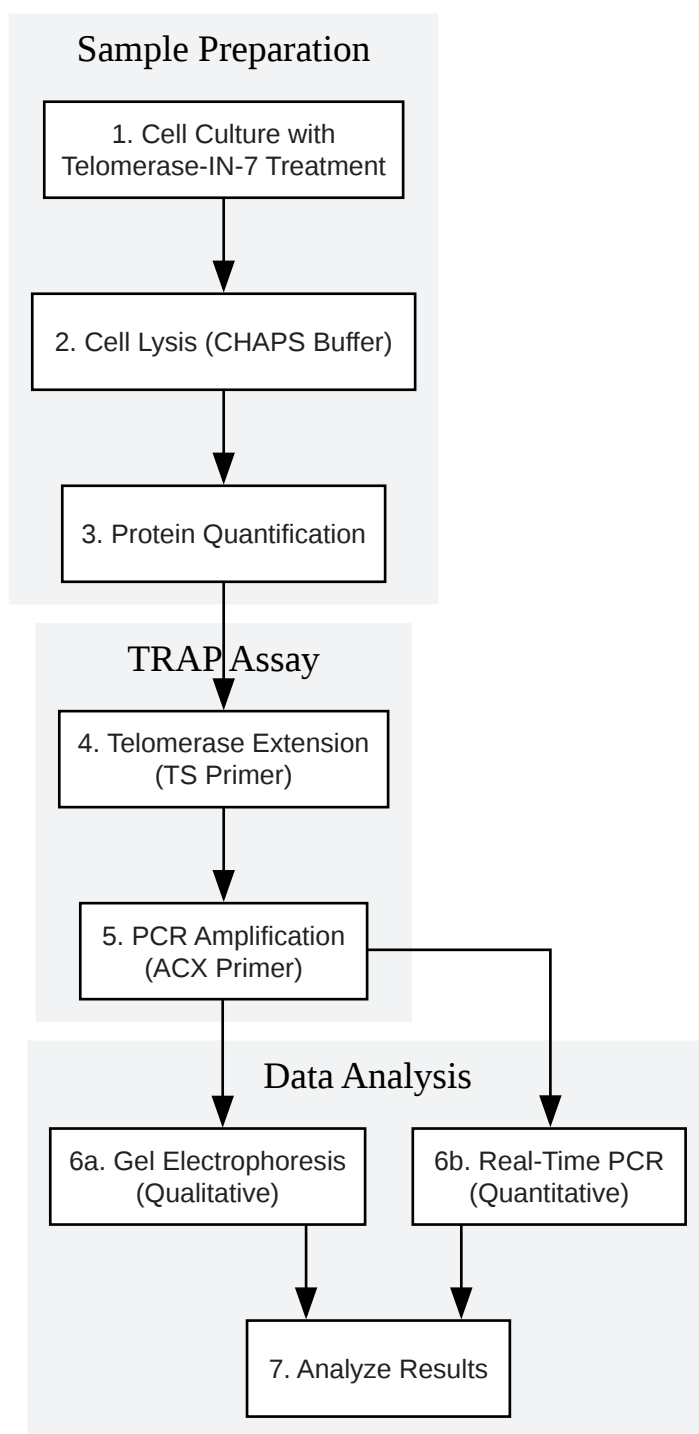 Sample Preparation
1. Cell Culture with
Telomerase-IN-7 Treatment
2. Cell Lysis (CHAPS Buffer)
3. Protein Quantification
TRAP Assay
4. Telomerase Extension
(TS Primer)
5. PCR Amplification
(ACX Primer)
Data Analysis
6a. Gel Electrophoresis
(Qualitative)
6b. Real-Time PCR
(Quantitative)
7. Analyze Results